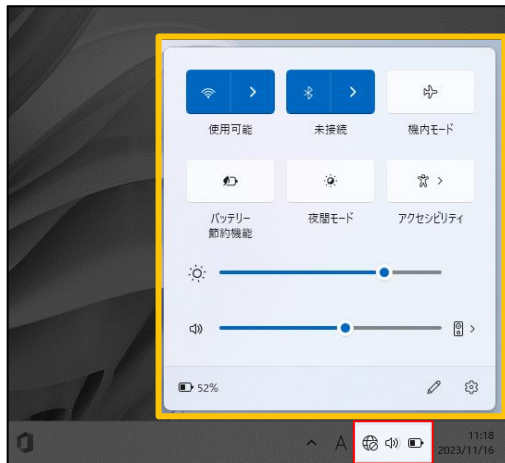 使用可能
未接続
機内モード
バッテリー
節約機能
夜間モード
アクセシビリティ
52%
A
11:18
2023/11/16